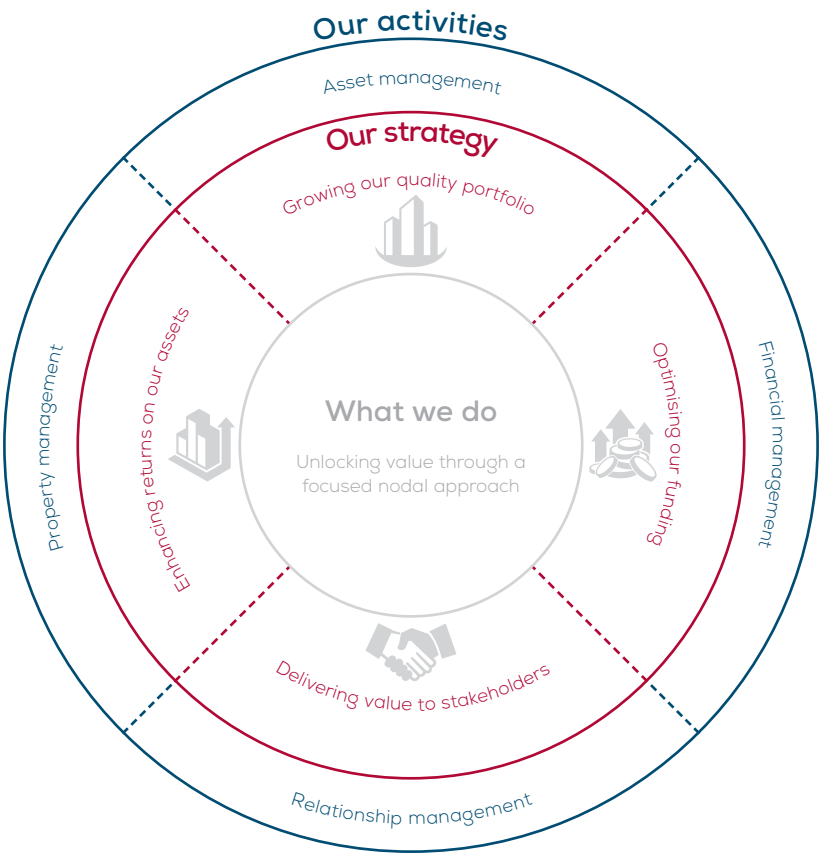 Our activities
Asset management
Our strategy
Growing our quality portfolio
Property management
Enhancing returns on our assets
What we do
Unlocking value through a
focused nodal approach
Optimising our funding
Financial management
Delivering value to stakeholders
Relationship management